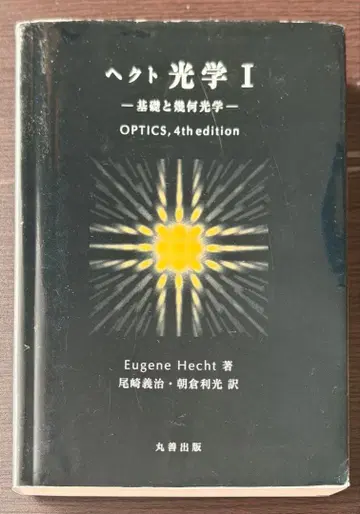 ヘクト 光学 I
―基礎と幾何光学―
OPTICS, 4th edition
Eugene Hecht 著
尾崎義治・朝倉利光 訳
丸善出版